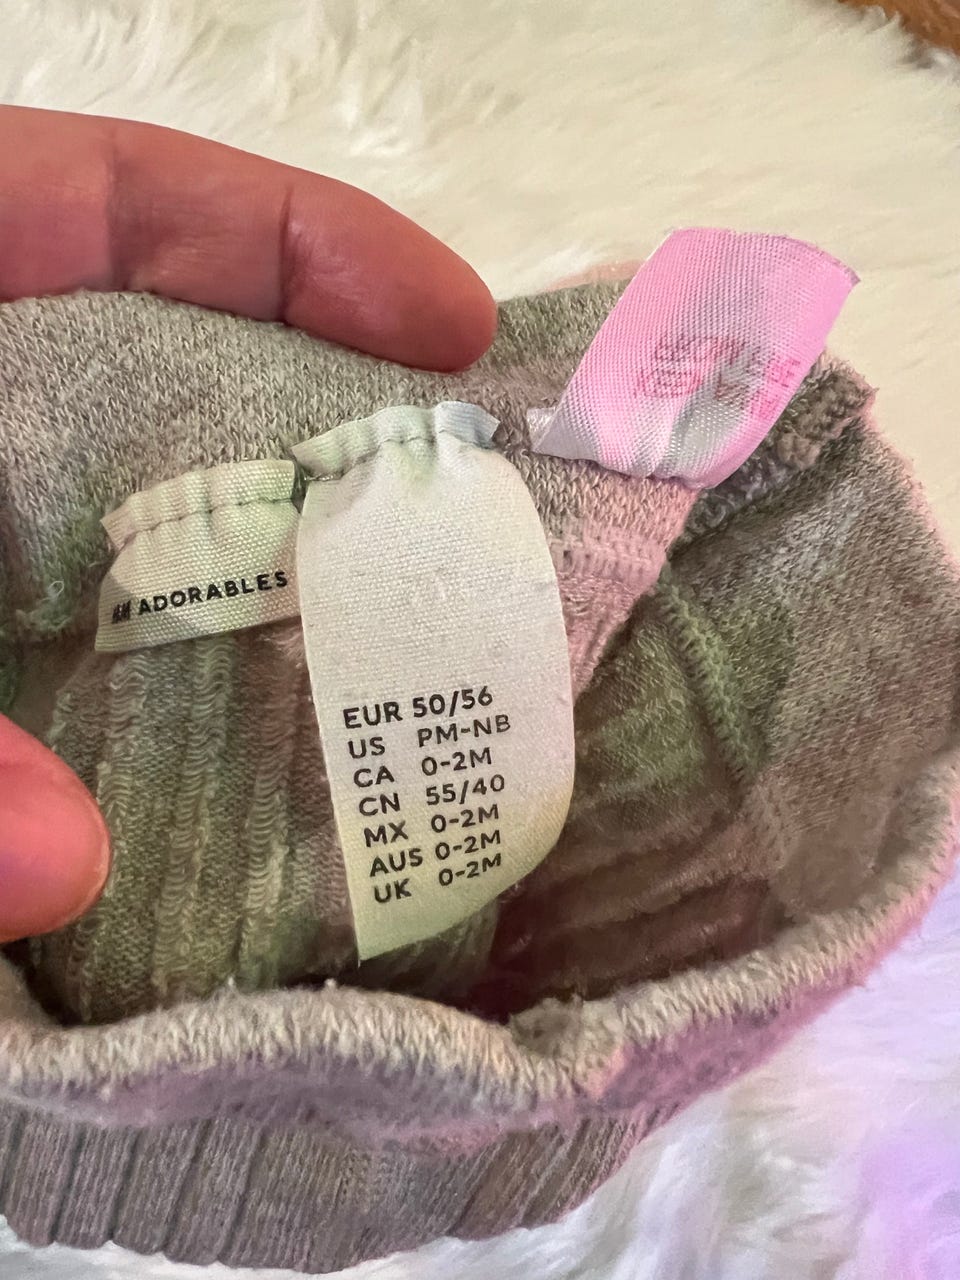 H&M ADORABLES
EUR 50/56
US PM-NB
CA 0-2M
CN 55/40
MX 0-2M
AUS 0-2M
UK 0-2M